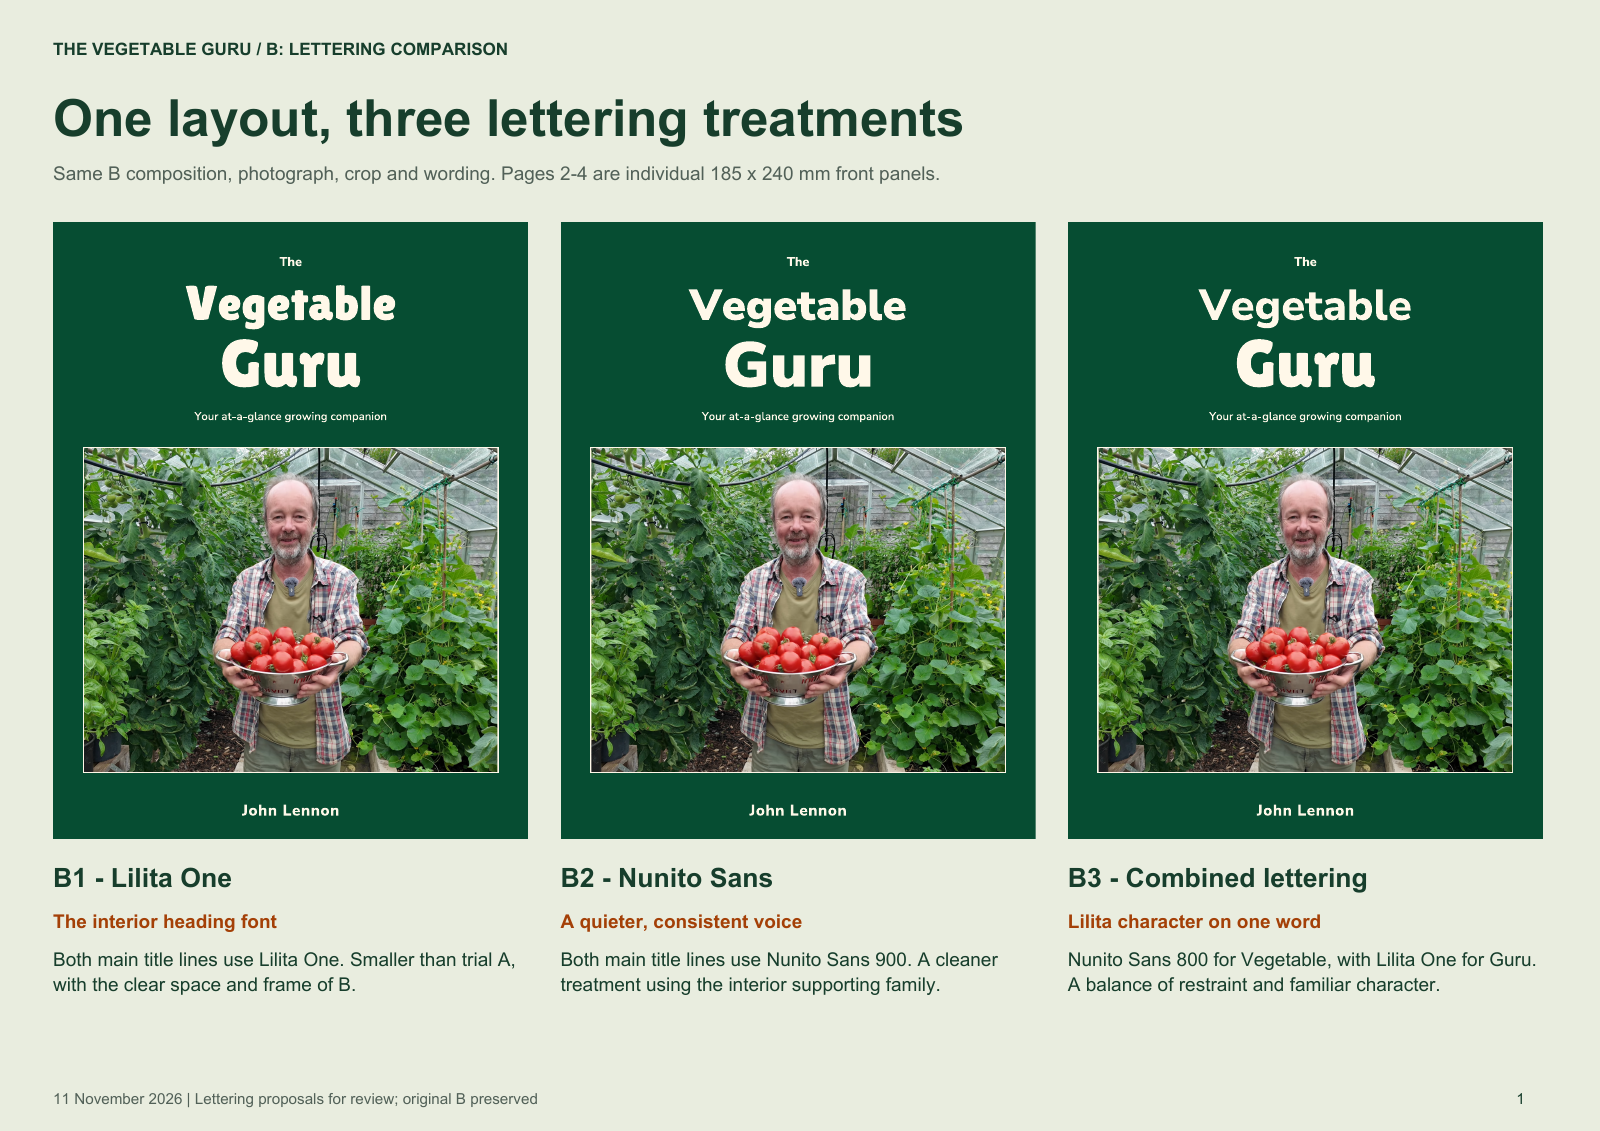 THE VEGETABLE GURU / B: LETTERING COMPARISON
One layout, three lettering treatments
Same B composition, photograph, crop and wording. Pages 2-4 are individual 185 x 240 mm front panels.
The
Vegetable
Guru
Your at-a-glance growing companion
John Lennon
The
Vegetable
Guru
Your at-a-glance growing companion
John Lennon
The
Vegetable
Guru
Your at-a-glance growing companion
John Lennon
B1 - Lilita One
The interior heading font
Both main title lines use Lilita One. Smaller than trial A,
with the clear space and frame of B.
B2 - Nunito Sans
A quieter, consistent voice
Both main title lines use Nunito Sans 900. A cleaner
treatment using the interior supporting family.
B3 - Combined lettering
Lilita character on one word
Nunito Sans 800 for Vegetable, with Lilita One for Guru.
A balance of restraint and familiar character.
11 November 2026 | Lettering proposals for review; original B preserved
1